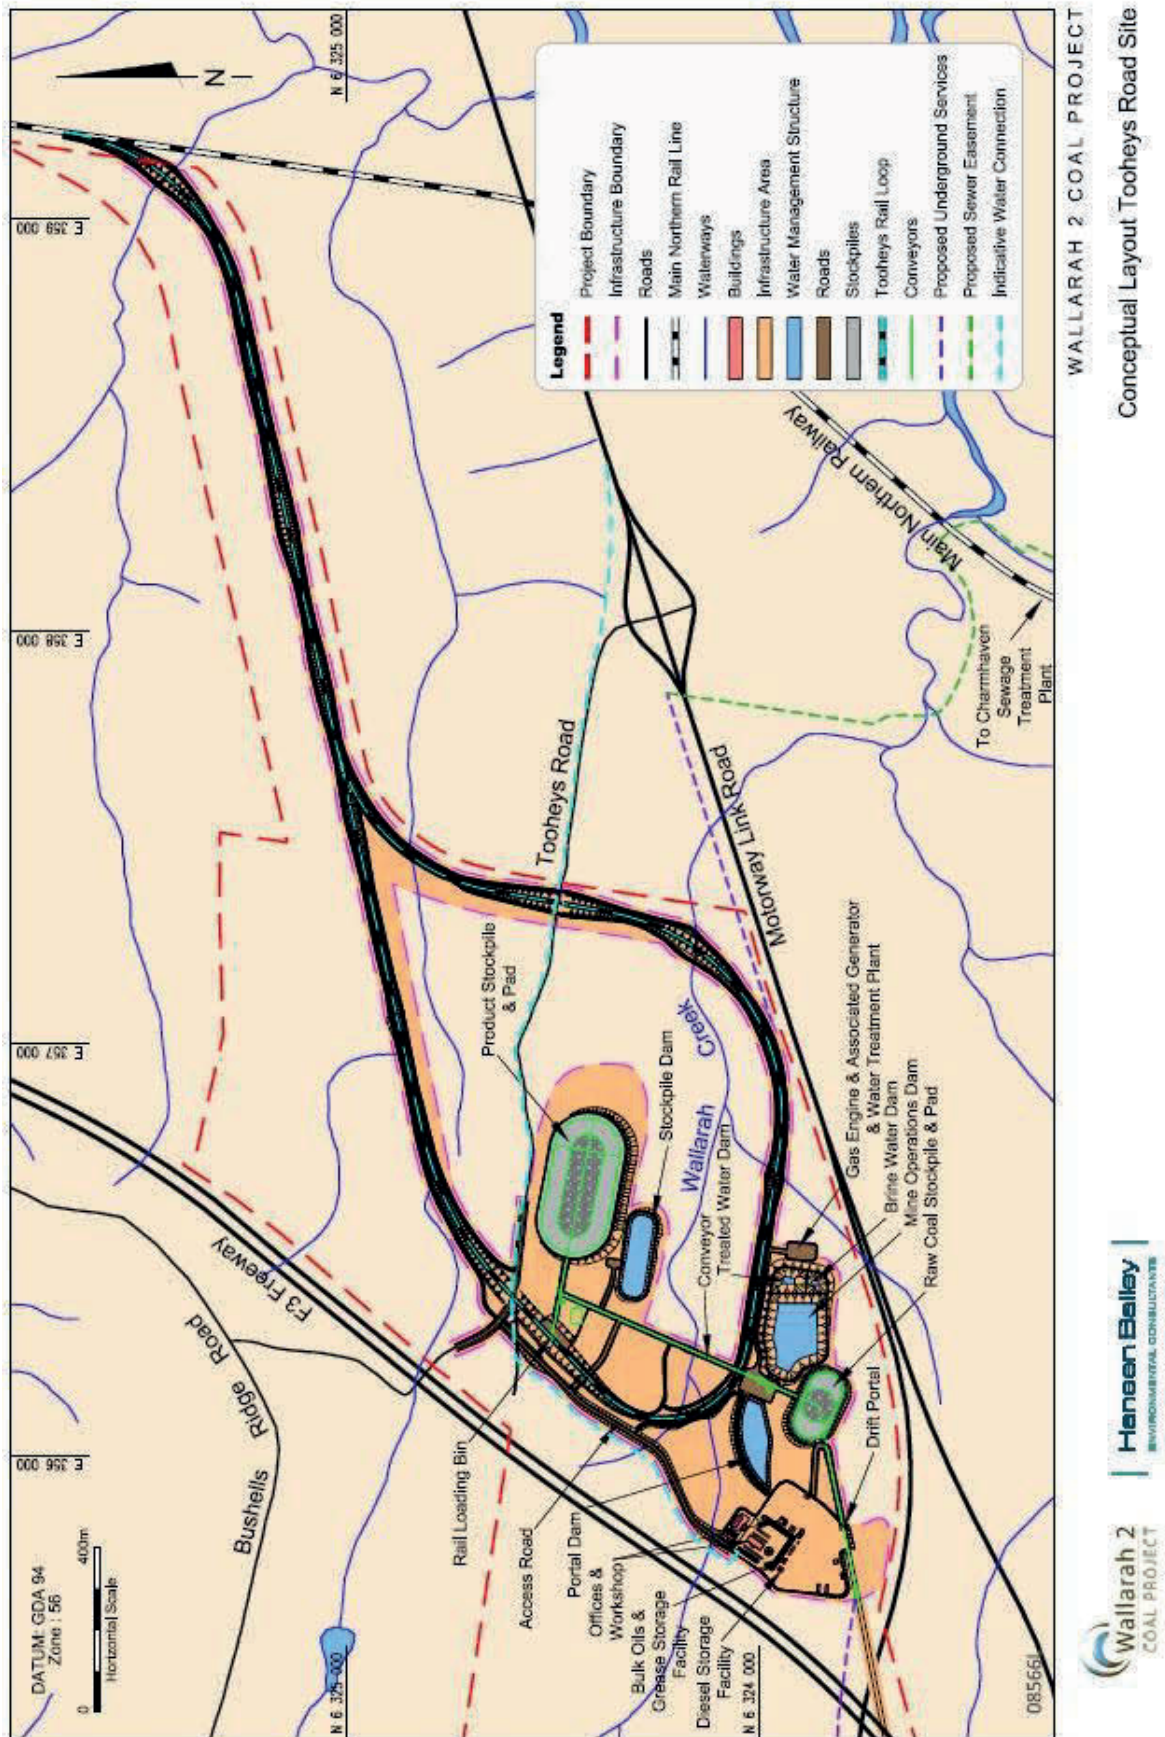 DATUM: GDA 94
Zone : 56
0
400m
Horizontal Scale
E 356 000
E 357 000
E 358 000
E 359 000
N 6 325 000
N 6 325 000
N 6 324 000
N
Bushells Ridge Road
F3 Freeway
Rail Loading Bin
Access Road
Portal Dam
Offices &
Workshop
Bulk Oils &
Grease Storage
Facility
Diesel Storage
Facility
Product Stockpile
& Pad
Stockpile Dam
Tooheys Road
Wallarah Creek
Conveyor
Treated Water Dam
Motorway Link Road
Gas Engine & Associated Generator
& Water Treatment Plant
Brine Water Dam
Mine Operations Dam
Raw Coal Stockpile & Pad
Drift Portal
To Charmhaven
Sewage
Treatment
Plant
Main Northern Railway
Legend
Project Boundary
Infrastructure Boundary
Roads
Main Northern Rail Line
Waterways
Buildings
Infrastructure Area
Water Management Structure
Roads
Stockpiles
Tooheys Rail Loop
Conveyors
Proposed Underground Services
Proposed Sewer Easement
Indicative Water Connection
08566I
Wallarah 2
COAL PROJECT
Hansen Bailey
ENVIRONMENTAL CONSULTANTS
WALLARAH 2 COAL PROJECT
Conceptual Layout Tooheys Road Site